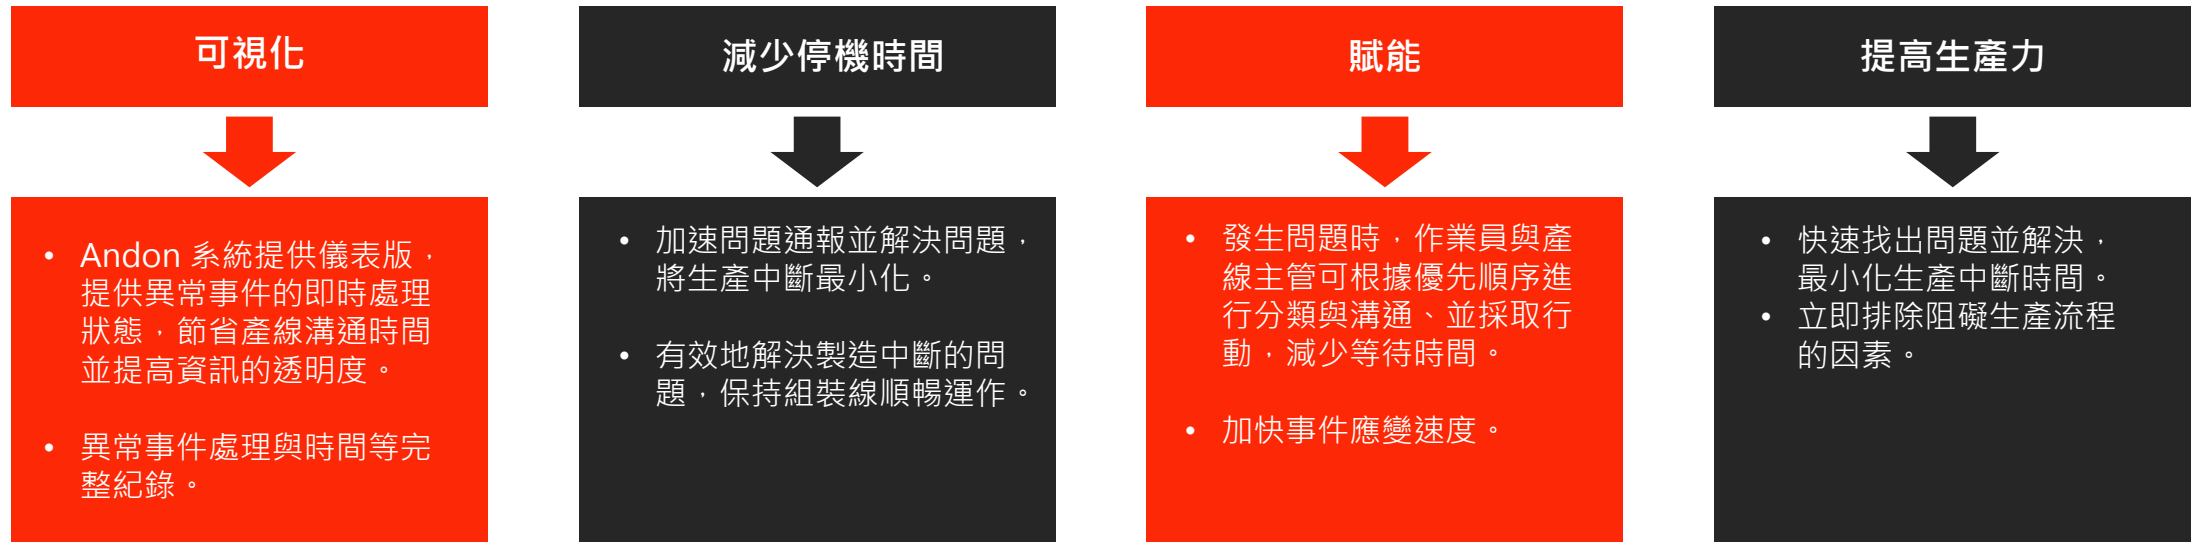 可視化
• Andon 系統提供儀表版，
提供異常事件的即時處理
狀態，節省產線溝通時間
並提高資訊的透明度。
• 異常事件處理與時間等完
整紀錄。
減少停機時間
• 加速問題通報並解決問題，
將生產中斷最小化。
• 有效地解決製造中斷的問
題，保持組裝線順暢運作。
賦能
• 發生問題時，作業員與產
線主管可根據優先順序進
行分類與溝通、並採取行
動，減少等待時間。
• 加快事件應變速度。
提高生產力
• 快速找出問題並解決，
最小化生產中斷時間。
• 立即排除阻礙生產流程
的因素。